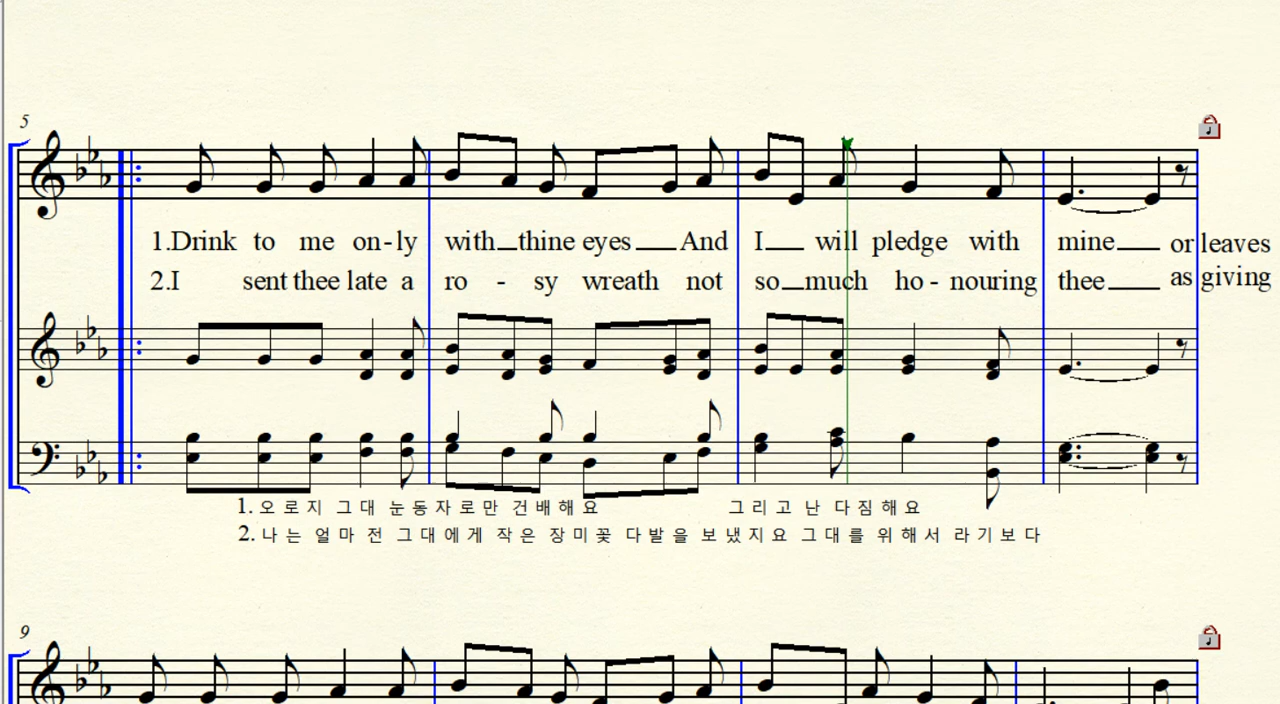 5
1.Drink to me on-ly with thine eyes And I will pledge with mine or leaves
2.I sent thee late a ro - sy wreath not so much ho - nouring thee as giving
1. 오로지 그대 눈동자로만 건배해요 그리고 난 다짐해요
2. 나는 얼마 전 그대에게 작은 장미꽃 다발을 보냈지요 그대를 위해서 라기보다
9